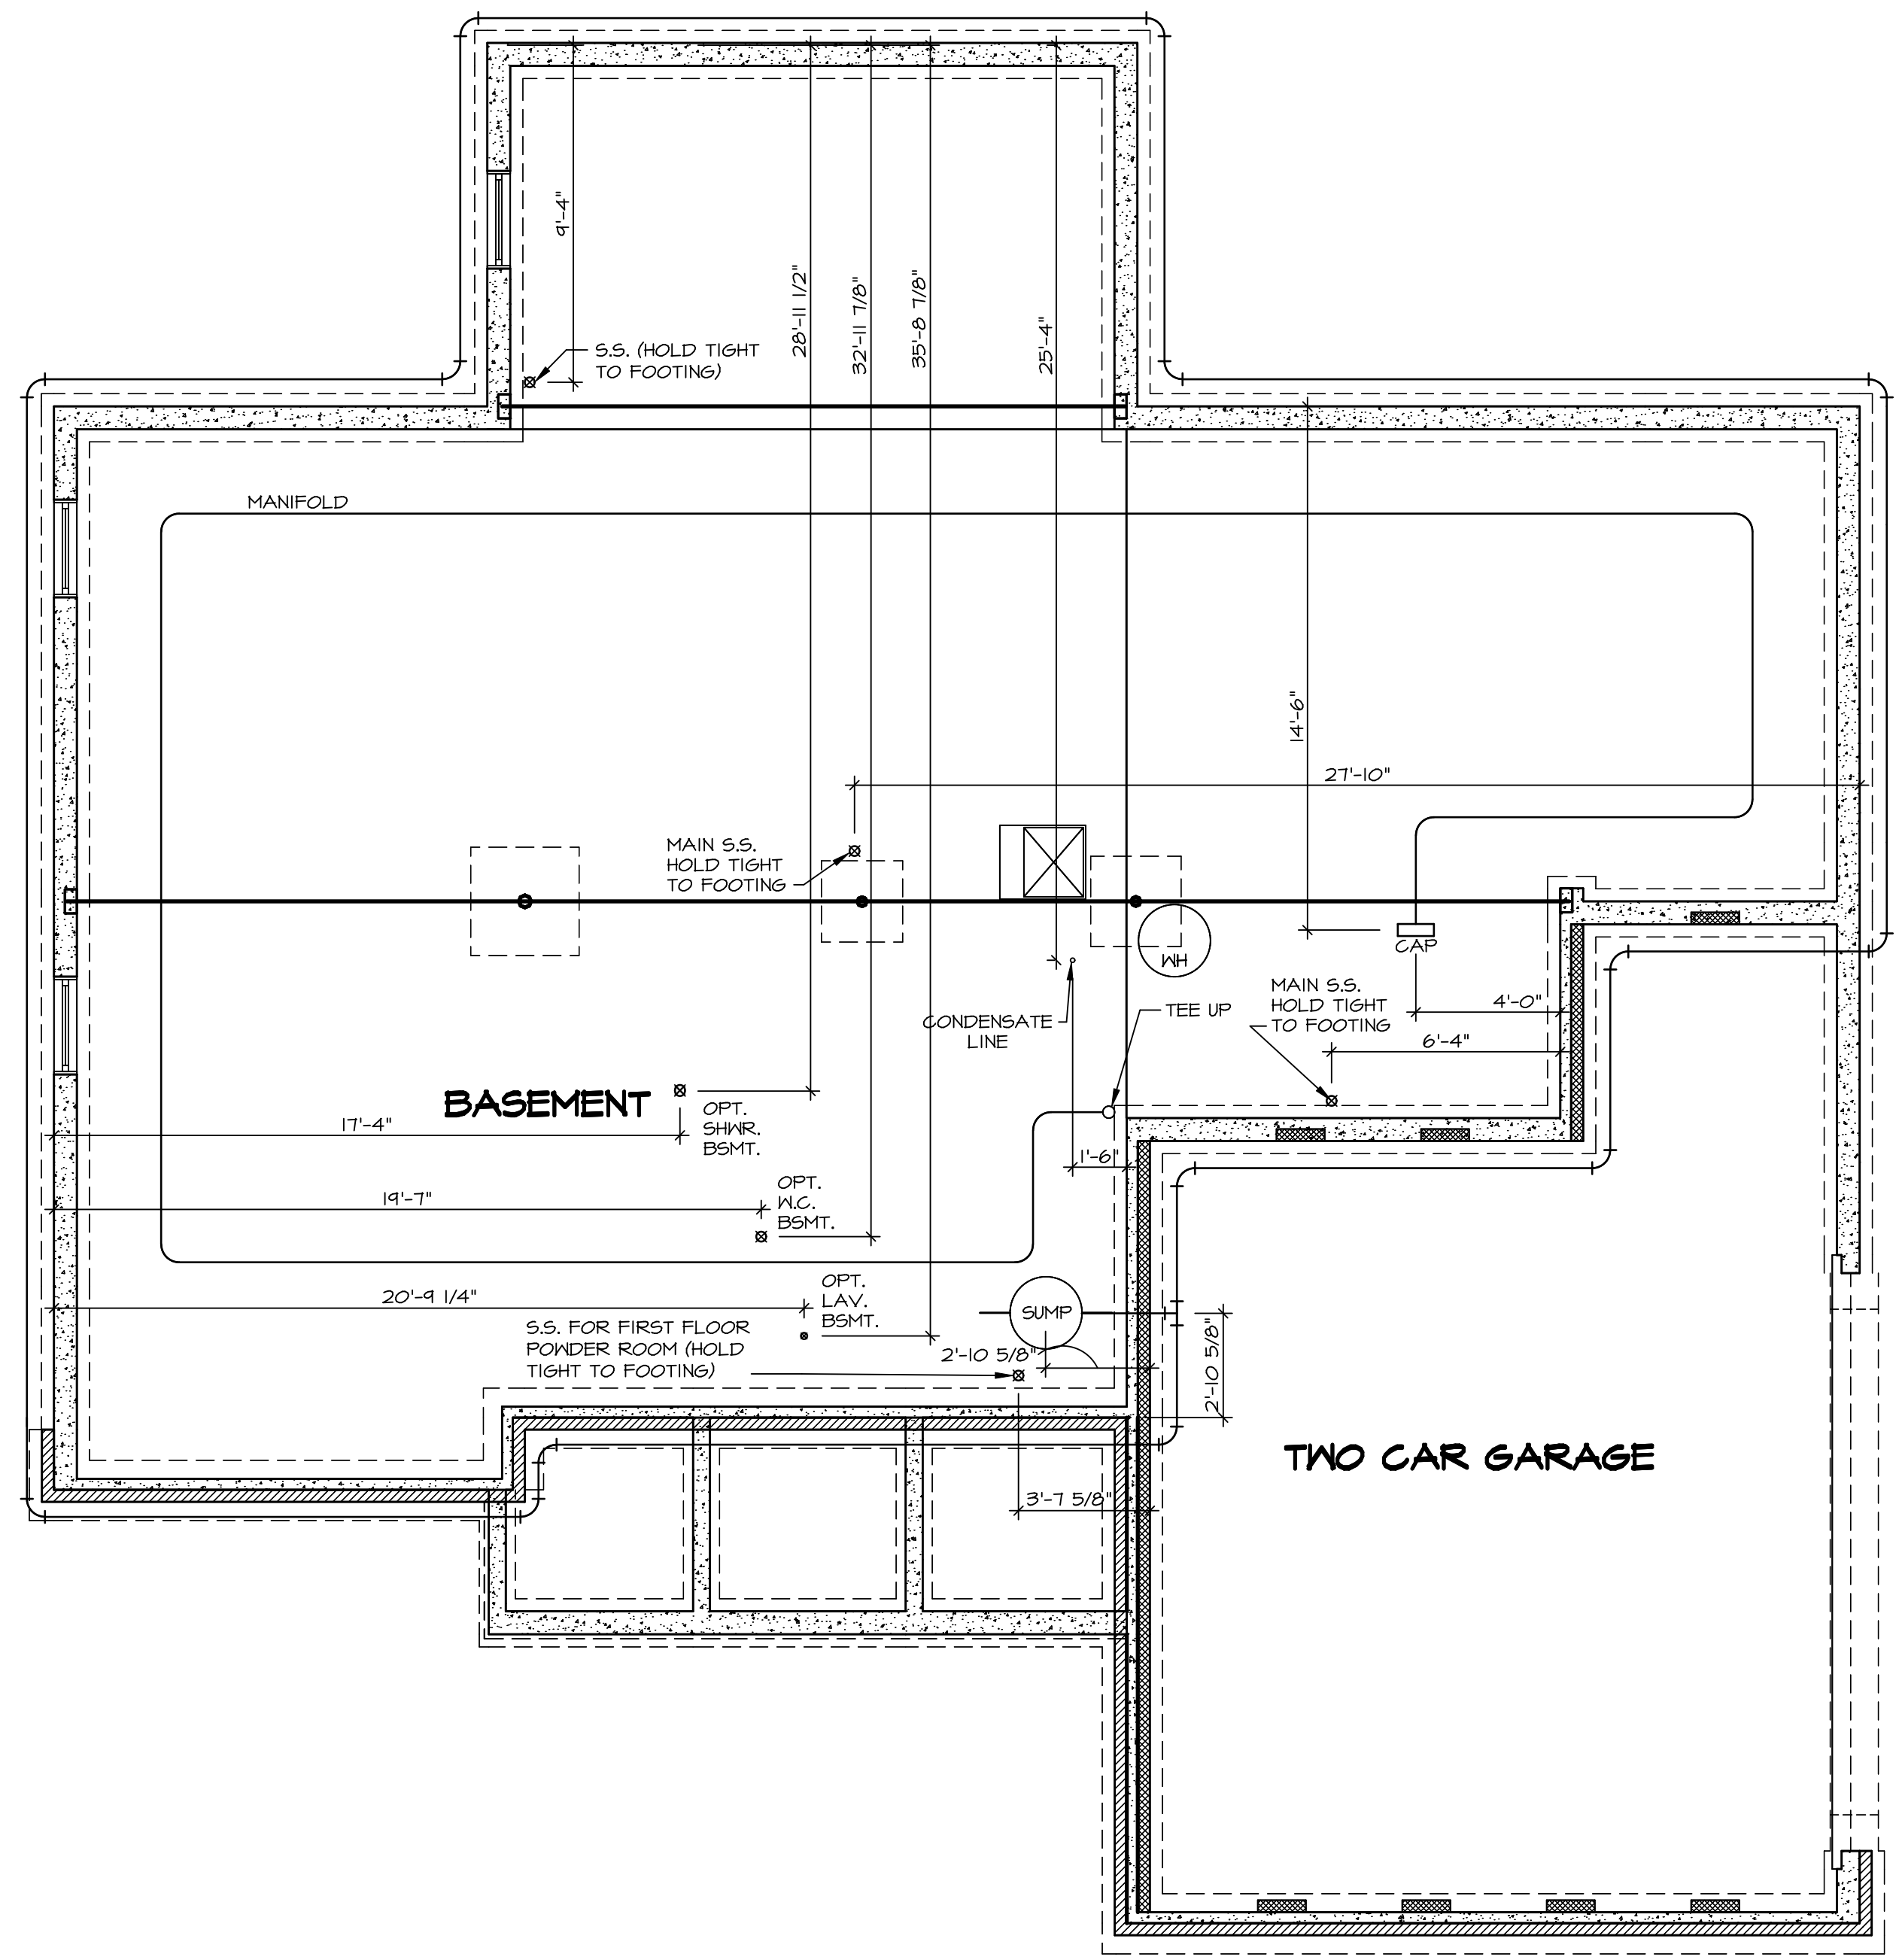 9'-4"
28'-11 1/2"
32'-11 7/8"
35'-8 7/8"
25'-4"
S.S. (HOLD TIGHT
TO FOOTING)
MANIFOLD
14'-6"
27'-10"
MAIN S.S.
HOLD TIGHT
TO FOOTING
WH
CAP
MAIN S.S.
HOLD TIGHT
TO FOOTING
4'-0"
6'-4"
TEE UP
CONDENSATE
LINE
BASEMENT
OPT.
SHWR.
BSMT.
17'-4"
1'-6"
OPT.
W.C.
BSMT.
19'-7"
OPT.
LAV.
BSMT.
20'-9 1/4"
SUMP
S.S. FOR FIRST FLOOR
POWDER ROOM (HOLD
TIGHT TO FOOTING)
2'-10 5/8"
2'-10 5/8"
TWO CAR GARAGE
3'-7 5/8"